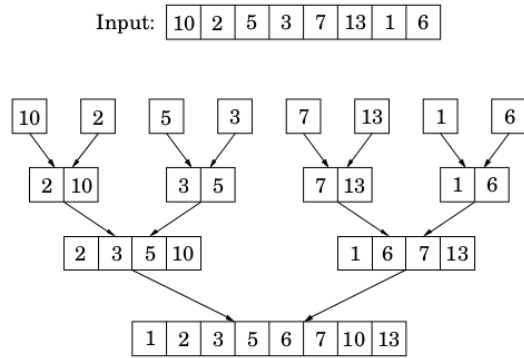 Input: 10 2 5 3 7 13 1 6
10 2 5 3 7 13 1 6
2 10 3 5 7 13 1 6
2 3 5 10 1 6 7 13
1 2 3 5 6 7 10 13